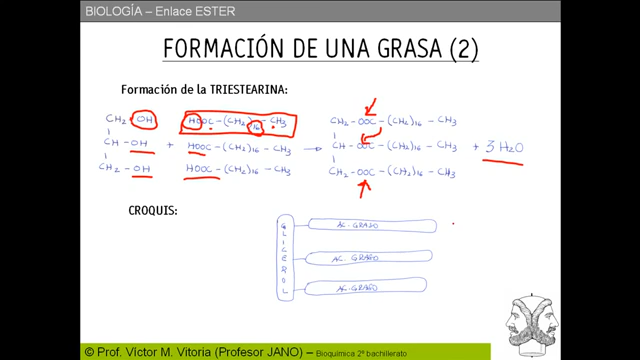 BIOLOGÍA – Enlace ESTER
FORMACIÓN DE UNA GRASA (2)
Formación de la TRIESTEARINA:
CH2-OH HOOC-(CH2)16-CH3 CH2-OOC-(CH2)16-CH3
CH-OH + HOOC-(CH2)16-CH3 → CH-OOC-(CH2)16-CH3 + 3 H2O
CH2-OH HOOC-(CH2)16-CH3 CH2-OOC-(CH2)16-CH3
CROQUIS:
GLICEROL
AC. GRASO
AC. GRASO
AC. GRASO
© Prof. Víctor M. Vitoria (Profesor JANO) – Bioquímica 2º bachillerato